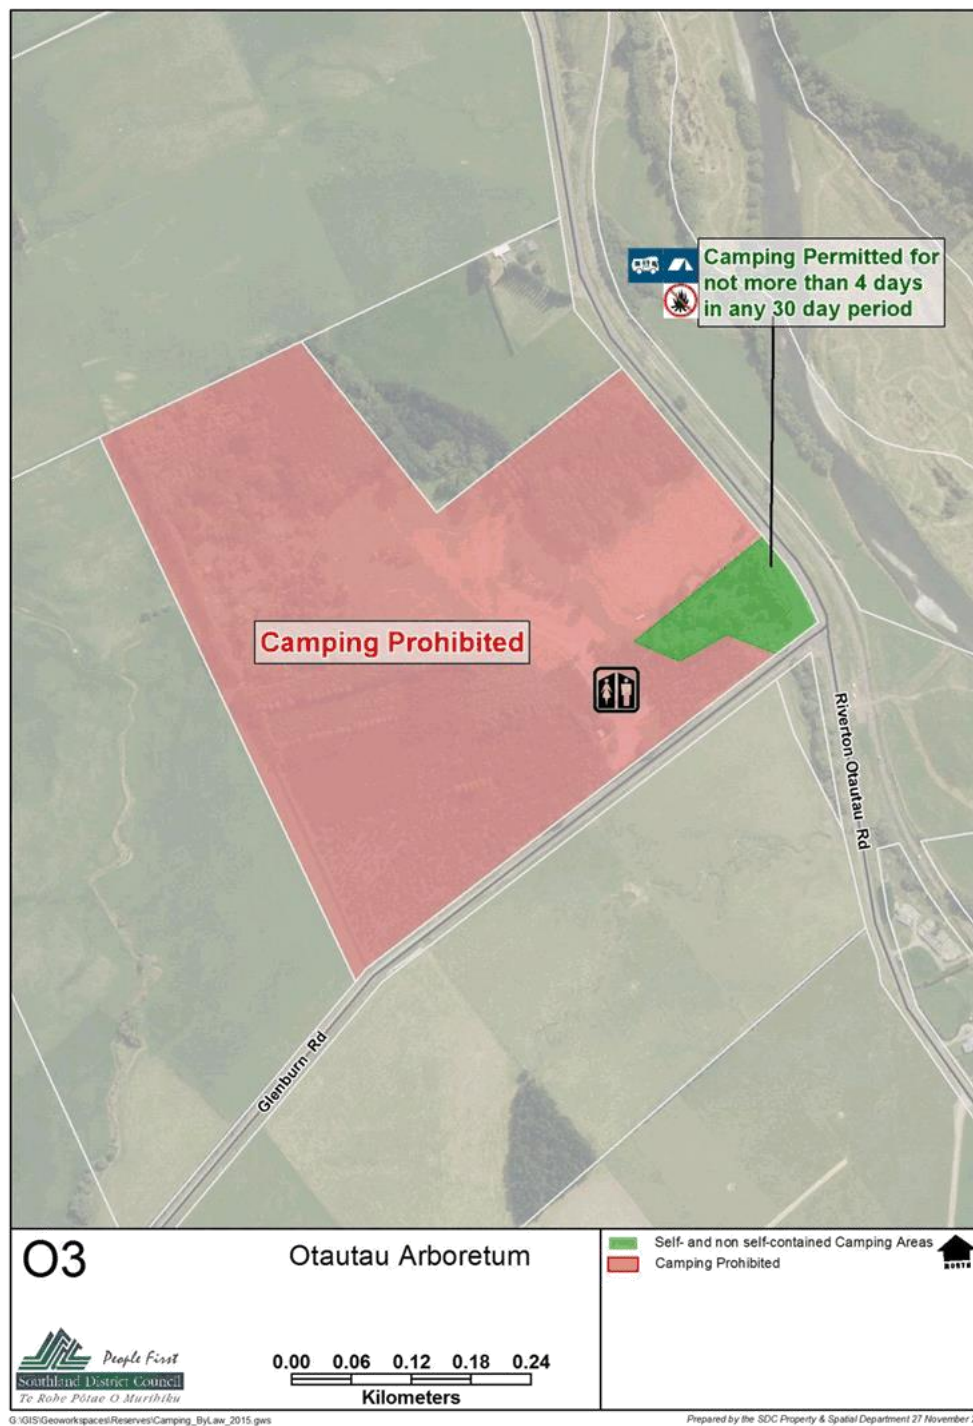 Camping Permitted for
not more than 4 days
in any 30 day period
Camping Prohibited
Riverton Otautau Rd
Glenburn Rd
O3
Otautau Arboretum
Self- and non self-contained Camping Areas
Camping Prohibited
NORTH
People First
Southland District Council
Te Rohe Pōtae O Murihiku
0.00 0.06 0.12 0.18 0.24
Kilometers
G:\GIS\Geoworkspaces\Reserves\Camping_ByLaw_2015.gws
Prepared by the SDC Property & Spatial Department 27 November